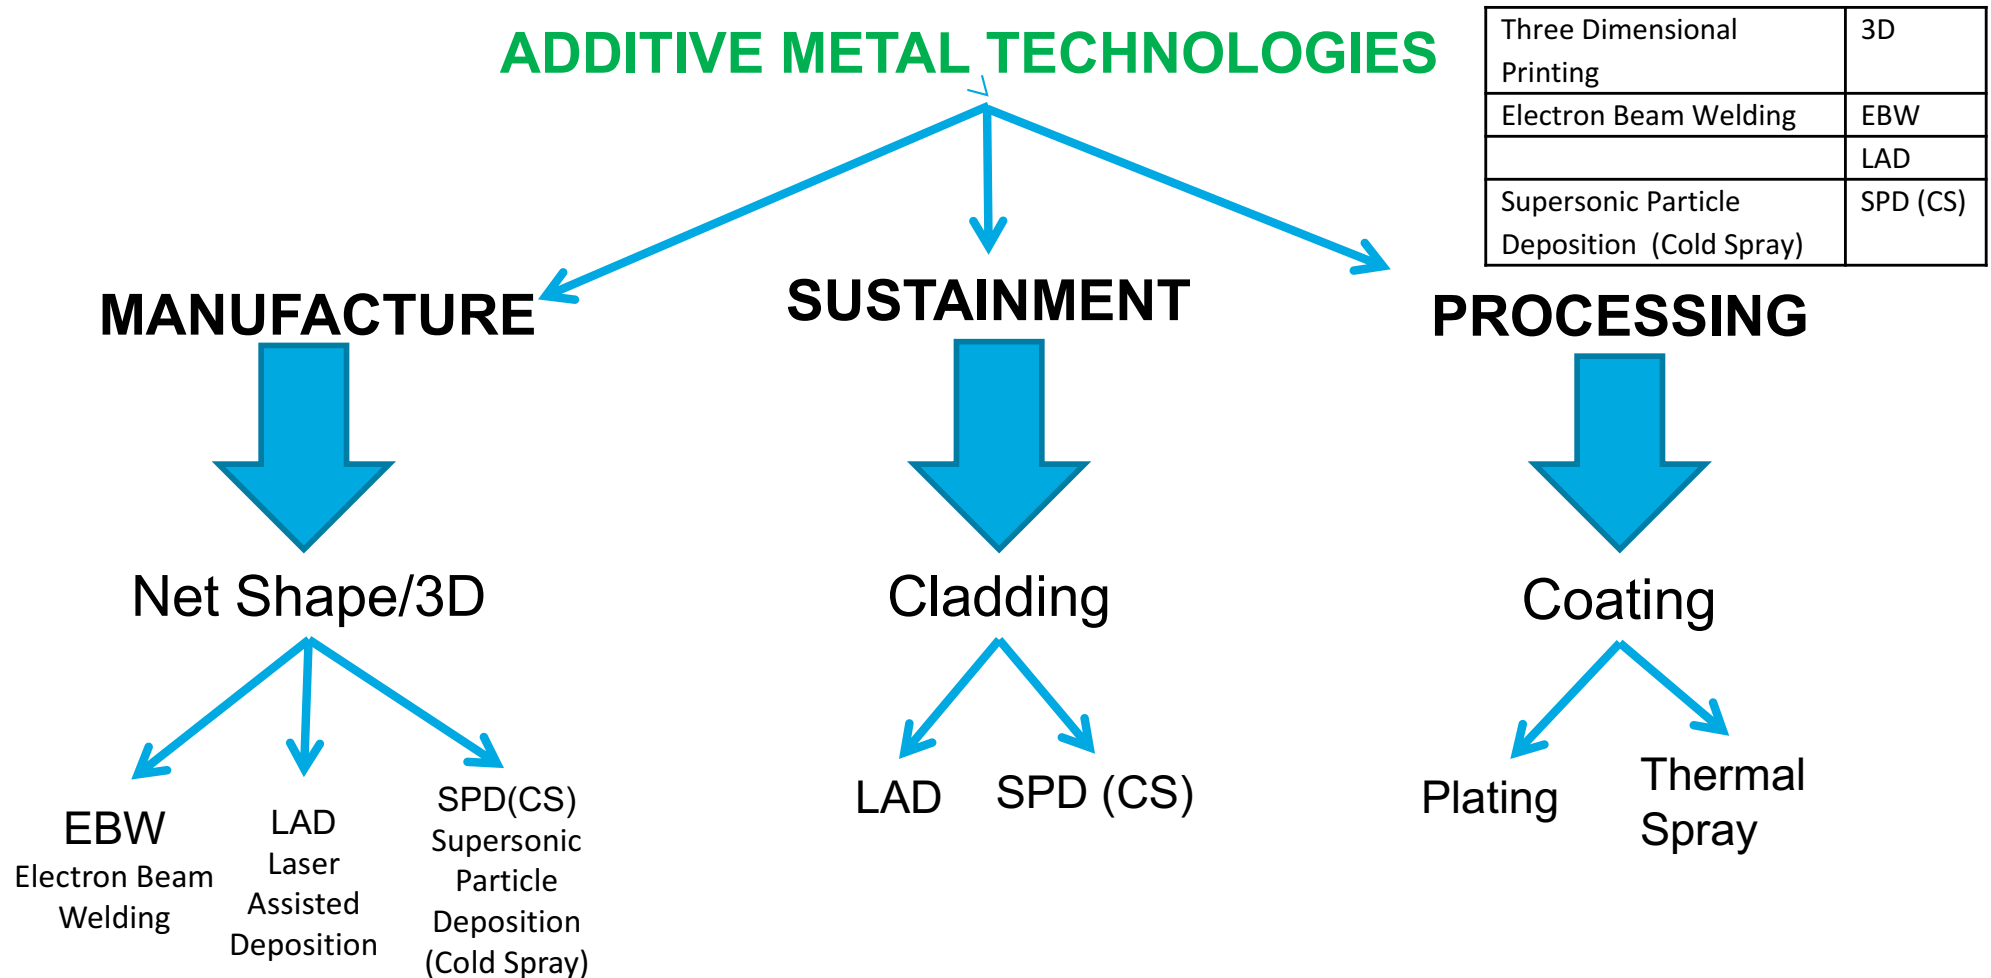 ADDITIVE METAL TECHNOLOGIES
Three Dimensional
Printing
3D
Electron Beam Welding
EBW
LAD
Supersonic Particle
Deposition (Cold Spray)
SPD (CS)
MANUFACTURE
SUSTAINMENT
PROCESSING
Net Shape/3D
Cladding
Coating
EBW
Electron Beam
Welding
LAD
Laser
Assisted
Deposition
SPD(CS)
Supersonic
Particle
Deposition
(Cold Spray)
LAD
SPD (CS)
Plating
Thermal
Spray